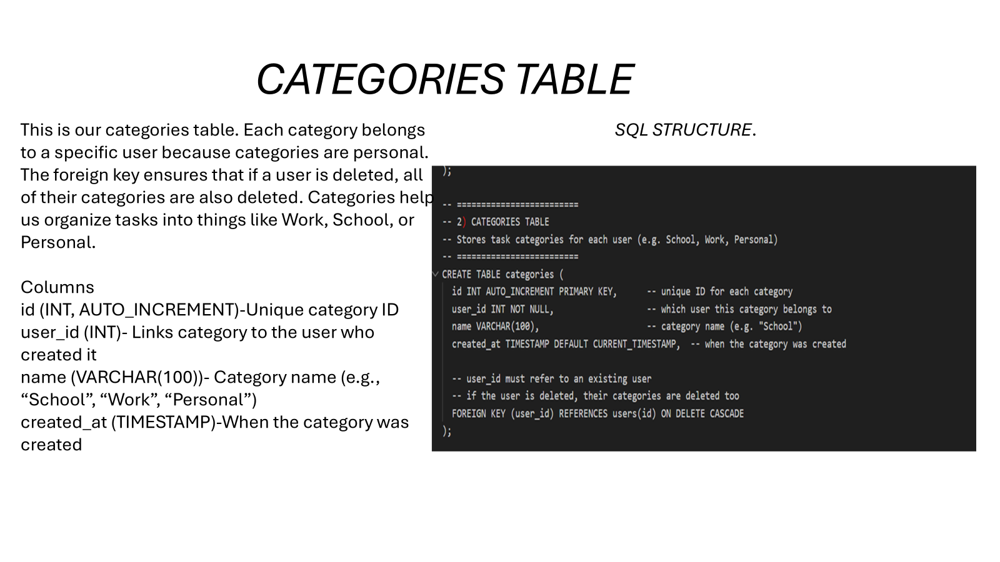 CATEGORIES TABLE
This is our categories table. Each category belongs
to a specific user because categories are personal.
The foreign key ensures that if a user is deleted, all
of their categories are also deleted. Categories help
us organize tasks into things like Work, School, or
Personal.
Columns
id (INT, AUTO_INCREMENT)-Unique category ID
user_id (INT)- Links category to the user who
created it
name (VARCHAR(100))- Category name (e.g.,
“School”, “Work”, “Personal”)
created_at (TIMESTAMP)-When the category was
created
SQL STRUCTURE.
);
-- =========================
-- 2) CATEGORIES TABLE
-- Stores task categories for each user (e.g. School, Work, Personal)
-- =========================
CREATE TABLE categories (
id INT AUTO_INCREMENT PRIMARY KEY, -- unique ID for each category
user_id INT NOT NULL, -- which user this category belongs to
name VARCHAR(100), -- category name (e.g. "School")
created_at TIMESTAMP DEFAULT CURRENT_TIMESTAMP, -- when the category was created
-- user_id must refer to an existing user
-- if the user is deleted, their categories are deleted too
FOREIGN KEY (user_id) REFERENCES users(id) ON DELETE CASCADE
);